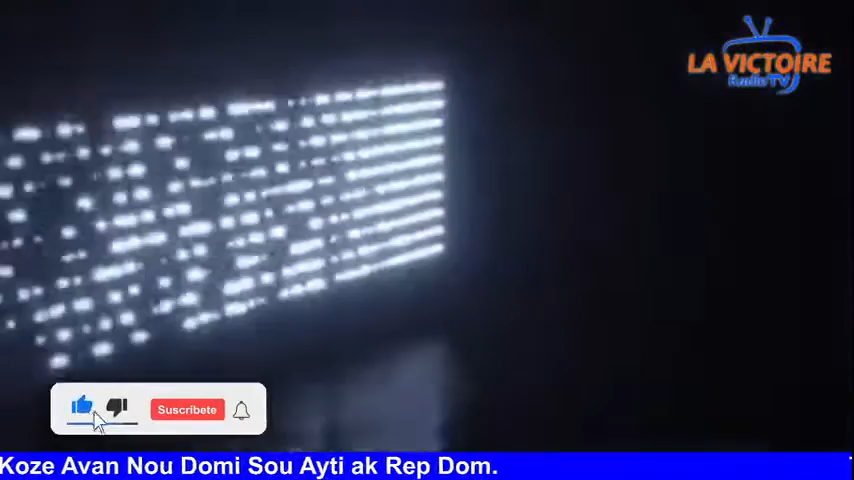 LA VICTOIRE
Radio TV
Suscribete
Koze Avan Nou Domi Sou Ayti ak Rep Dom.